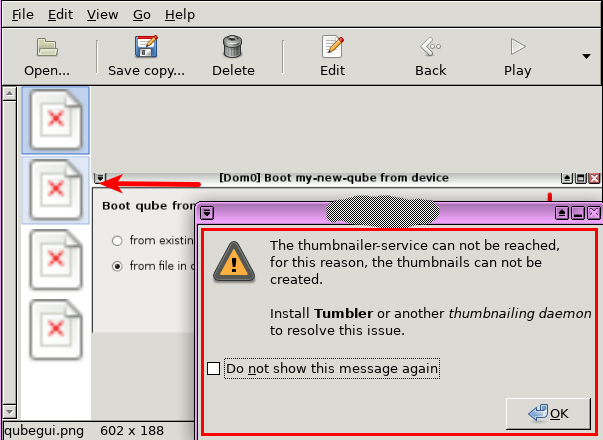 File Edit View Go Help
Open... Save copy... Delete Edit Back Play
[Dom0] Boot my-new-qube from device
Boot qube from
from existin
from file in
The thumbnailer-service can not be reached,
for this reason, the thumbnails can not be
created.
Install Tumbler or another thumbnailing daemon
to resolve this issue.
Do not show this message again
OK
qubegui.png 602 x 188